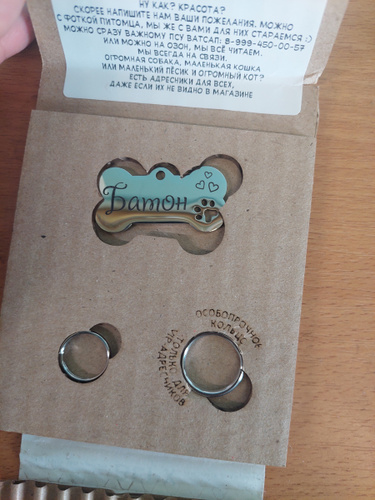 НУ КАК? КРАСОТА?
СКОРЕЕ НАПИШИТЕ НАМ ВАШИ ПОЖЕЛАНИЯ. МОЖНО
С ФОТКОЙ ПИТОМЦА. МЫ ЖЕ С ВАМИ ДЛЯ НИХ СТАРАЕМСЯ :)
МОЖНО СРАЗУ ВАЖНОМУ ПСУ ВАТСАП: 8-999-450-00-57
ИЛИ МОЖНО НА ОЗОН, МЫ ВСЁ ЧИТАЕМ.
МЫ ВСЕГДА НА СВЯЗИ.
ОГРОМНАЯ СОБАКА, МАЛЕНЬКАЯ КОШКА
ИЛИ МАЛЕНЬКИЙ ПЁСИК И ОГРОМНЫЙ КОТ?
ЕСТЬ АДРЕСНИКИ ДЛЯ ВСЕХ,
ДАЖЕ ЕСЛИ ИХ НЕ ВИДНО В МАГАЗИНЕ
Батон
ОСОБОПРОЧНОЕ
КОЛЬЦО
ТОЛЬКО ДЛЯ
VIP-АДРЕСНИКОВ